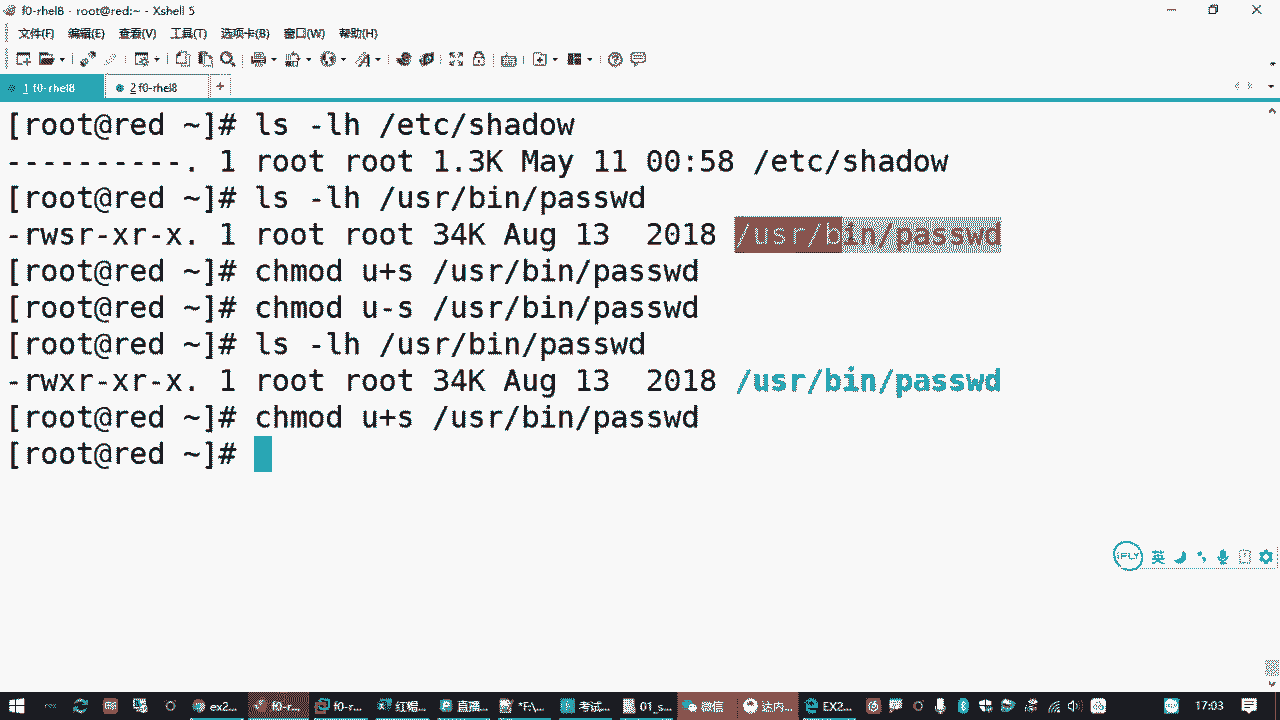 f0-rhel8 - root@red:~ - Xshell 5
文件(F) 编辑(E) 查看(V) 工具(T) 选项卡(B) 窗口(W) 帮助(H)
1 f0-rhel8 2 f0-rhel8 +
[root@red ~]# ls -lh /etc/shadow
----------. 1 root root 1.3K May 11 00:58 /etc/shadow
[root@red ~]# ls -lh /usr/bin/passwd
-rwsr-xr-x. 1 root root 34K Aug 13  2018 /usr/bin/passwd
[root@red ~]# chmod u+s /usr/bin/passwd
[root@red ~]# chmod u-s /usr/bin/passwd
[root@red ~]# ls -lh /usr/bin/passwd
-rwxr-xr-x. 1 root root 34K Aug 13  2018 /usr/bin/passwd
[root@red ~]# chmod u+s /usr/bin/passwd
[root@red ~]#
iFLY 英
ex2... f0-r... f0-r... 红帽... 直播... *F:\... 考试... 01_s... 微信 达内... EX2... 17:03